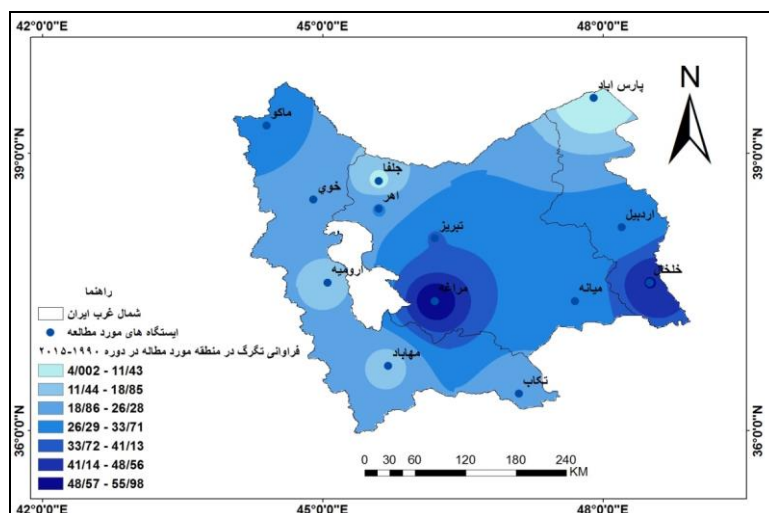 42°0'0"E
45°0'0"E
48°0'0"E
N
پارس اباد
ماکو
39°0'0"N
39°0'0"N
جلفا
خوي
اهر
تبریز
اردبیل
خلخال
ارومیه
مراغه
میانه
مهاباد
تکاب
راهنما
شمال غرب ایران
ایستگاه های مورد مطالعه
فراوانی تگرگ در منطقه مورد مطاله در دوره ۱۹۹۰-۲۰۱۵
4/002 - 11/43
11/44 - 18/85
18/86 - 26/28
26/29 - 33/71
33/72 - 41/13
41/14 - 48/56
48/57 - 55/98
36°0'0"N
36°0'0"N
0 30 60 120 180 240
KM
42°0'0"E
45°0'0"E
48°0'0"E